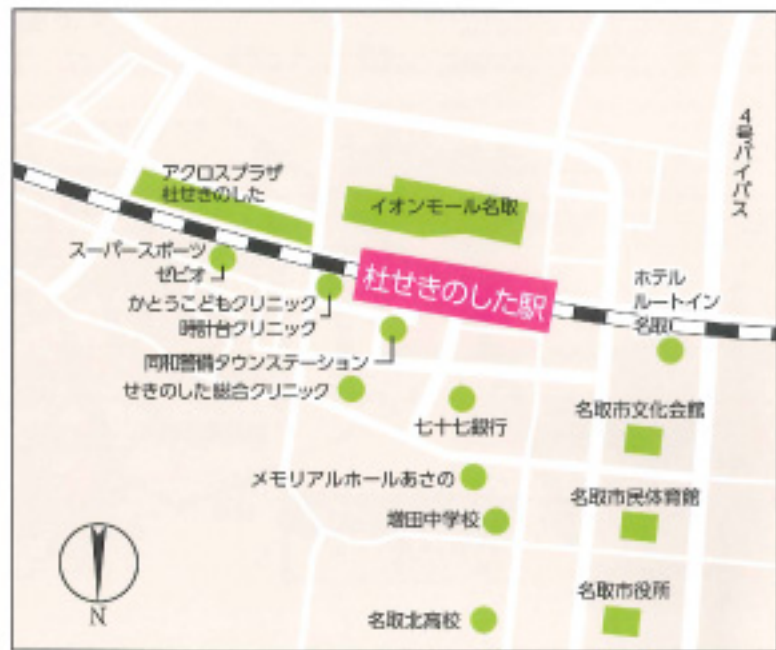 4号バイパス
アクロスプラザ
杜せきのした
イオンモール名取
スーパースポーツ
ゼビオ
杜せきのした駅
ホテル
ルートイン
名取
かとうこどもクリニック
時計台クリニック
同和警備タウンステーション
せきのした総合クリニック
七十七銀行
名取市文化会館
メモリアルホールあさの
増田中学校
名取市民体育館
N
名取北高校
名取市役所